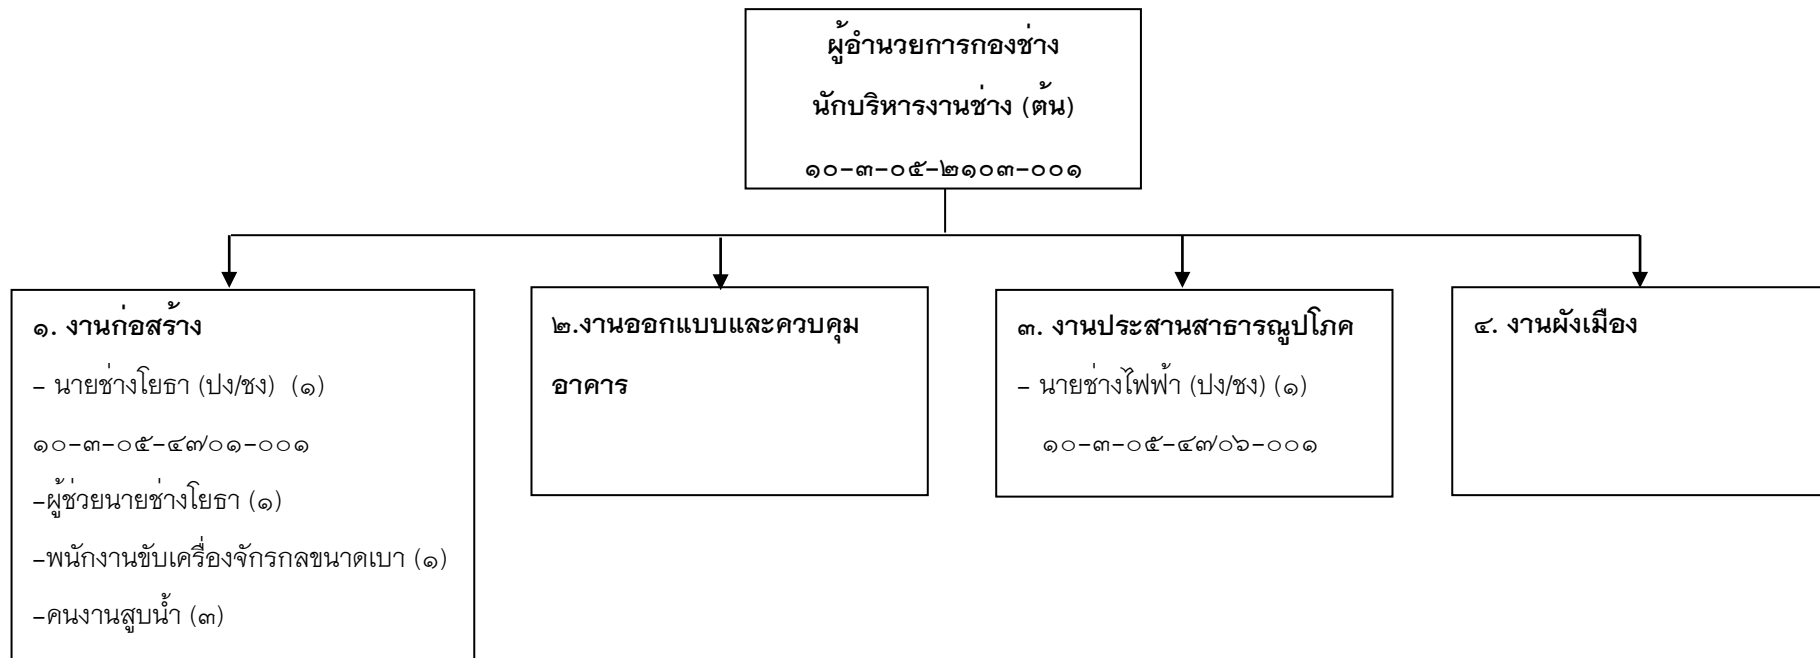 ผู้อำนวยการกองช่าง
นักบริหารงานช่าง (ต้น)
๑๐-๓-๐๕-๒๑๐๓-๐๐๑
๑. งานก่อสร้าง
- นายช่างโยธา (ปง/ชง) (๑)
๑๐-๓-๐๕-๔๗๐๑-๐๐๑
-ผู้ช่วยนายช่างโยธา (๑)
-พนักงานขับเครื่องจักรกลขนาดเบา (๑)
-คนงานสูบน้ำ (๓)
๒.งานออกแบบและควบคุม
อาคาร
๓. งานประสานสาธารณูปโภค
- นายช่างไฟฟ้า (ปง/ชง) (๑)
๑๐-๓-๐๕-๔๗๐๖-๐๐๑
๔. งานผังเมือง